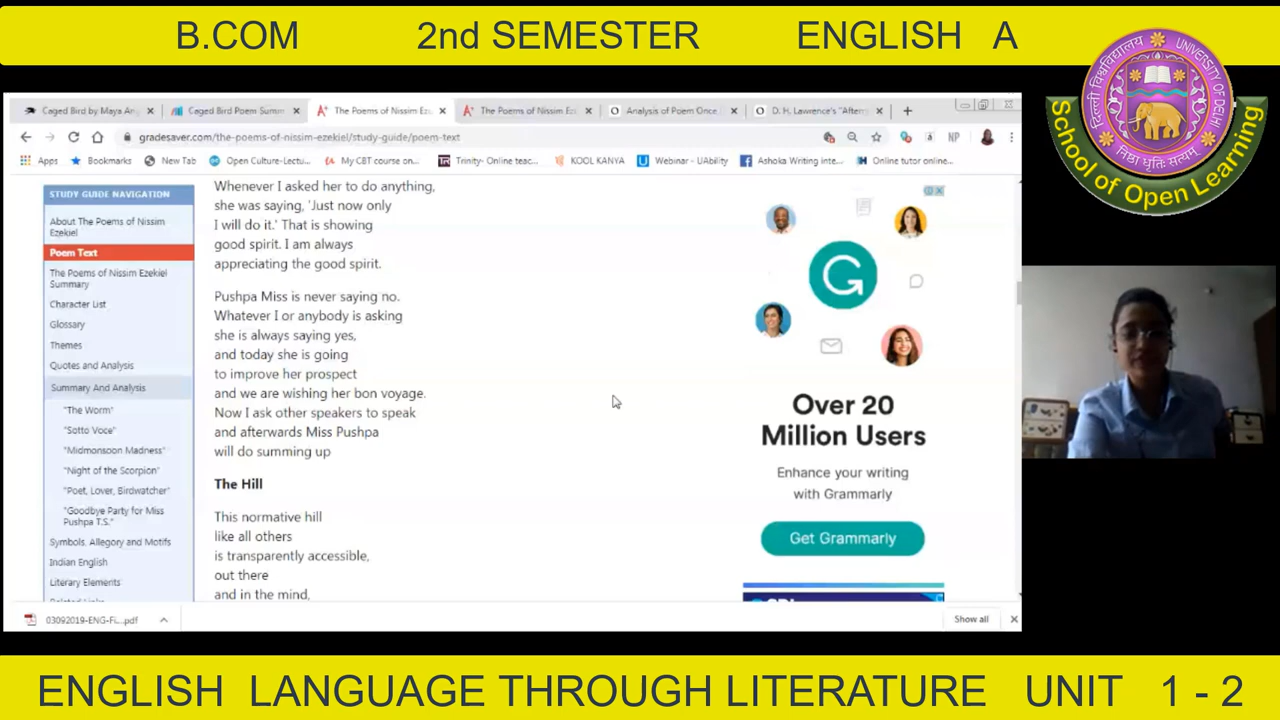 B.COM 2nd SEMESTER ENGLISH A
दिल्ली विश्वविद्यालय UNIVERSITY OF DELHI
निष्ठा धृतिः सत्यम्
School of Open Learning
Caged Bird by Maya An
Caged Bird Poem Summ
The Poems of Nissim Eze
The Poems of Nissim Ez
Analysis of Poem Once
D. H. Lawrence's "After
gradesaver.com/the-poems-of-nissim-ezekiel/study-guide/poem-text
NP
Apps
Bookmarks
New Tab
Open Culture-Lectu...
My CBT course on...
Trinity- Online teac...
KOOL KANYA
Webinar - UAbility
Ashoka Writing inte...
Online tutor online...
STUDY GUIDE NAVIGATION
About The Poems of Nissim
Ezekiel
Poem Text
The Poems of Nissim Ezekiel
Summary
Character List
Glossary
Themes
Quotes and Analysis
Summary And Analysis
"The Worm"
"Sotto Voce"
"Midmonsoon Madness"
"Night of the Scorpion"
"Poet, Lover, Birdwatcher"
"Goodbye Party for Miss
Pushpa T.S."
Symbols, Allegory and Motifs
Indian English
Literary Elements
Related Links
Whenever I asked her to do anything,
she was saying, 'Just now only
I will do it.' That is showing
good spirit. I am always
appreciating the good spirit.
Pushpa Miss is never saying no.
Whatever I or anybody is asking
she is always saying yes,
and today she is going
to improve her prospect
and we are wishing her bon voyage.
Now I ask other speakers to speak
and afterwards Miss Pushpa
will do summing up
The Hill
This normative hill
like all others
is transparently accessible,
out there
and in the mind,
Over 20
Million Users
Enhance your writing
with Grammarly
Get Grammarly
03092019-ENG-Fi....pdf
Show all
ENGLISH LANGUAGE THROUGH LITERATURE UNIT 1 - 2